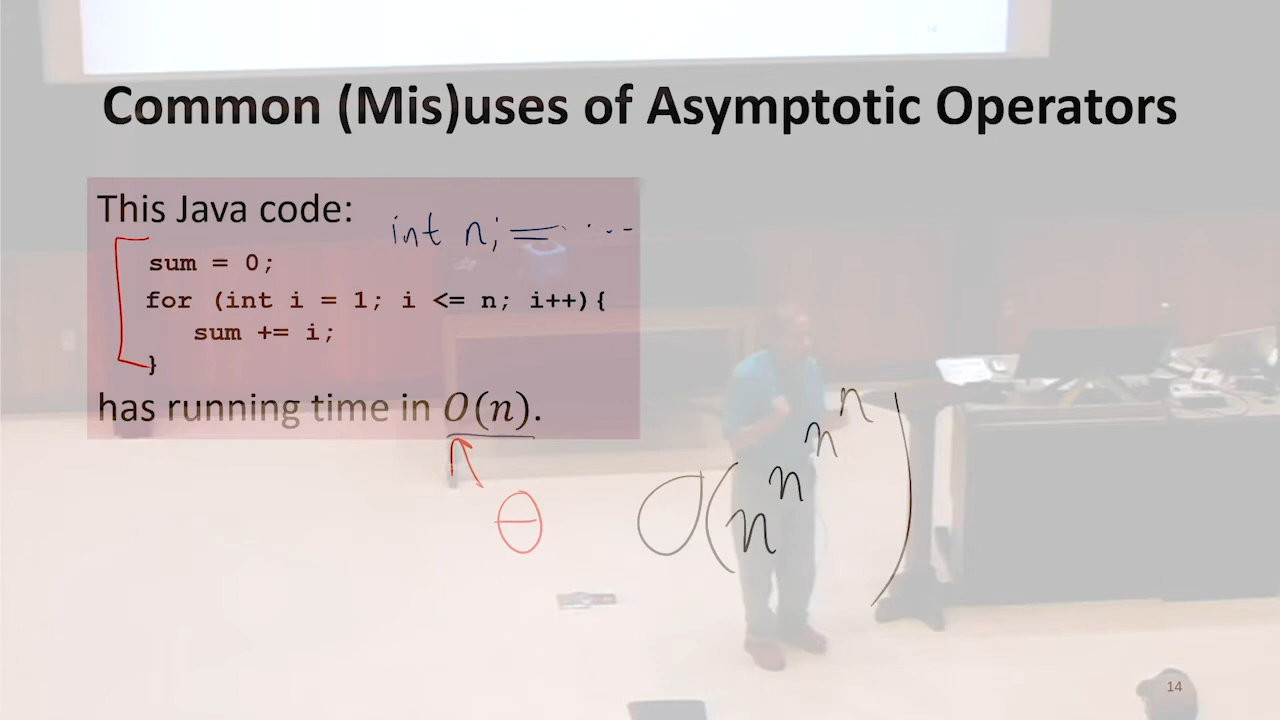 Common (Mis)uses of Asymptotic Operators
This Java code:
int n; = ...
sum = 0;
for (int i = 1; i <= n; i++){
sum += i;
}
has running time in O(n).
Θ
O(n^n^n^n)
14